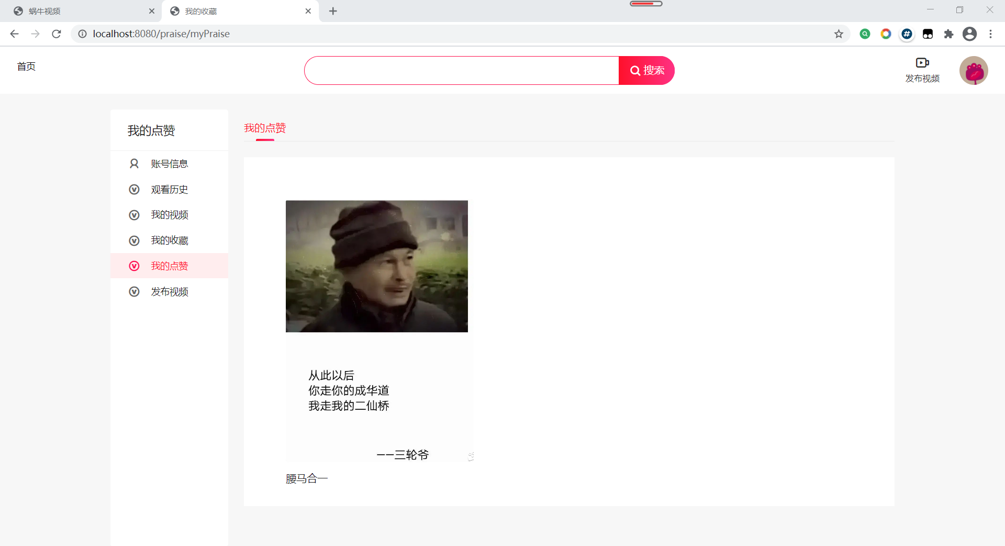 蜗牛视频
我的收藏
localhost:8080/praise/myPraise
首页
搜索
发布视频
我的点赞
账号信息
观看历史
我的视频
我的收藏
我的点赞
发布视频
我的点赞
从此以后
你走你的成华道
我走我的二仙桥
——三轮爷
腰马合一